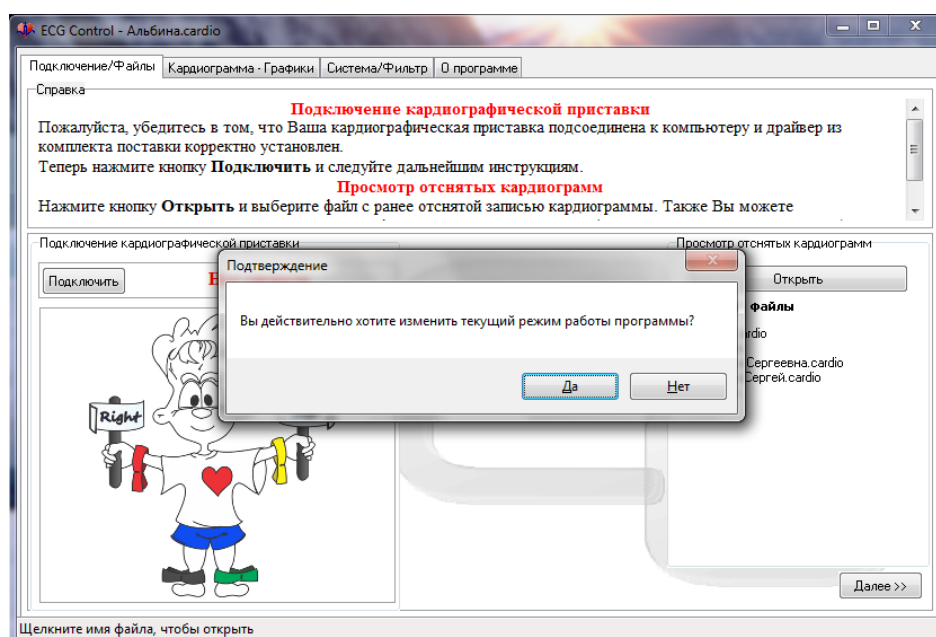 ECG Control - Альбина.cardio
Подключение/Файлы Кардиограмма - Графики Система/Фильтр О программе
Справка
Подключение кардиографической приставки
Пожалуйста, убедитесь в том, что Ваша кардиографическая приставка подсоединена к компьютеру и драйвер из
комплекта поставки корректно установлен.
Теперь нажмите кнопку Подключить и следуйте дальнейшим инструкциям.
Просмотр отснятых кардиограмм
Нажмите кнопку Открыть и выберите файл с ранее отснятой записью кардиограммы. Также Вы можете
Подключение кардиографической приставки
Просмотр отснятых кардиограмм
Подтверждение
Подключить
Открыть
файлы
Вы действительно хотите изменить текущий режим работы программы?
Сергеевна.cardio
Сергей.cardio
Да
Нет
Right
Далее >>
Щелкните имя файла, чтобы открыть